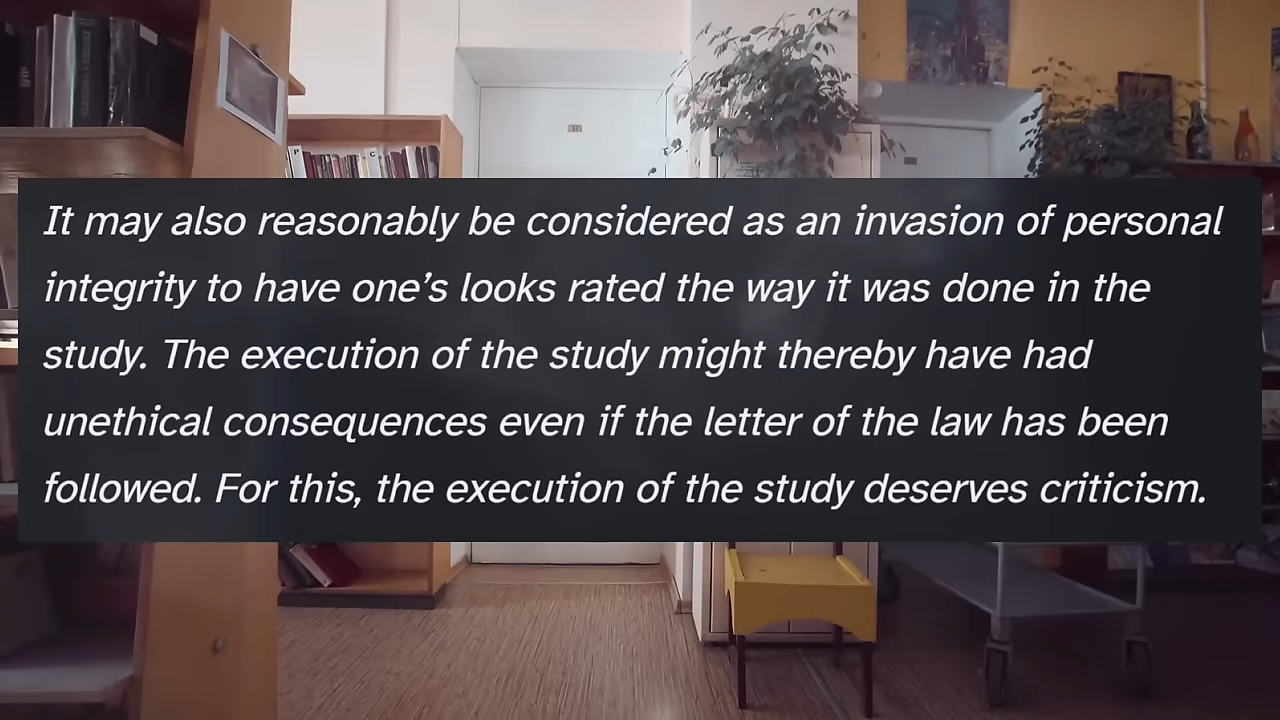 It may also reasonably be considered as an invasion of personal
integrity to have one’s looks rated the way it was done in the
study. The execution of the study might thereby have had
unethical consequences even if the letter of the law has been
followed. For this, the execution of the study deserves criticism.